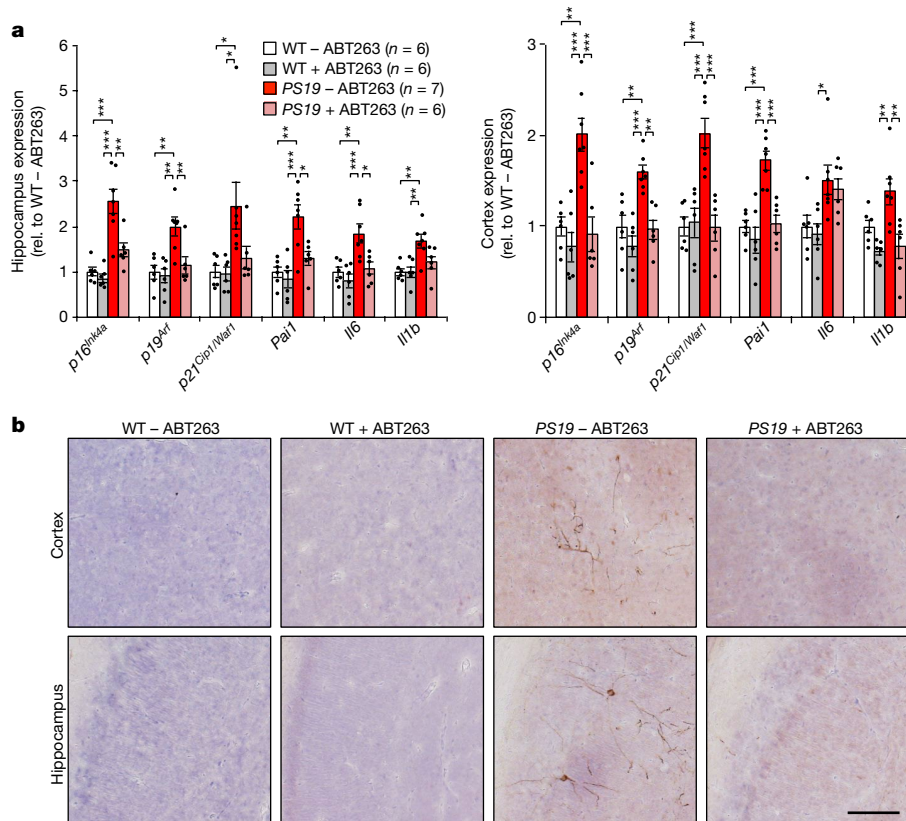 a
Hippocampus expression
(rel. to WT – ABT263)
6
5
4
3
2
1
0
* * *** *** ** ** ** ** * * ** *** * ** *** * ** **
WT – ABT263 (n = 6)
WT + ABT263 (n = 6)
PS19 – ABT263 (n = 7)
PS19 + ABT263 (n = 6)
p16Ink4a
p19Arf
p21Cip1/Waf1
Pai1
Il6
Il1b
Cortex expression
(rel. to WT – ABT263)
3
2
1
0
** *** *** ** *** ** *** *** *** *** *** *** * ** **
p16Ink4a
p19Arf
p21Cip1/Waf1
Pai1
Il6
Il1b
b
WT – ABT263
WT + ABT263
PS19 – ABT263
PS19 + ABT263
Cortex
Hippocampus